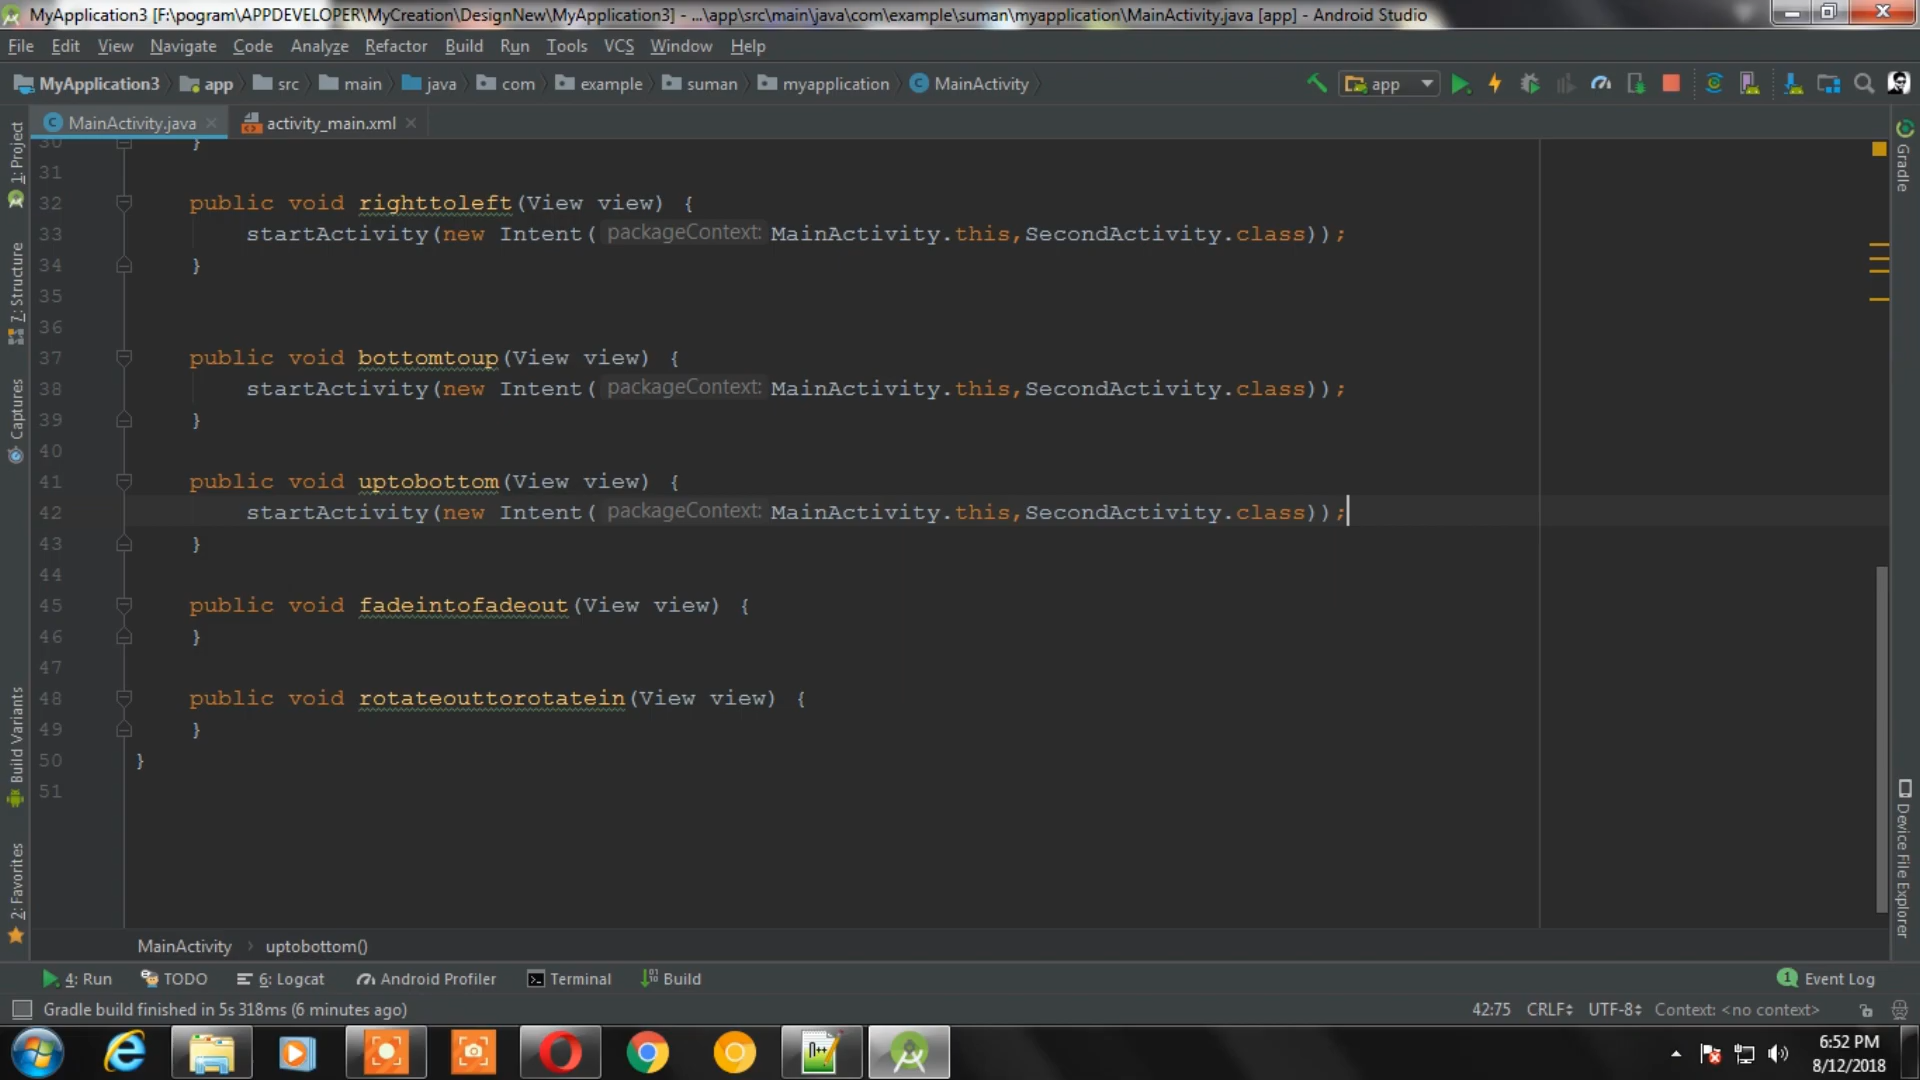 MyApplication3 [F:\pogram\APPDEVELOPER\MyCreation\DesignNew\MyApplication3] - ...\app\src\main\java\com\example\suman\myapplication\MainActivity.java [app] - Android Studio
File Edit View Navigate Code Analyze Refactor Build Run Tools VCS Window Help
MyApplication3 app src main java com example suman myapplication MainActivity app
MainActivity.java activity_main.xml
1: Project
7: Structure
Captures
Build Variants
2: Favorites
Gradle
Device File Explorer
30 }
31
32 public void righttoleft(View view) {
33 startActivity(new Intent( packageContext: MainActivity.this,SecondActivity.class));
34 }
35
36
37 public void bottomtoup(View view) {
38 startActivity(new Intent( packageContext: MainActivity.this,SecondActivity.class));
39 }
40
41 public void uptobottom(View view) {
42 startActivity(new Intent( packageContext: MainActivity.this,SecondActivity.class));
43 }
44
45 public void fadeintofadeout(View view) {
46 }
47
48 public void rotateouttorotatein(View view) {
49 }
50 }
51
MainActivity › uptobottom()
4: Run TODO 6: Logcat Android Profiler Terminal Build 1 Event Log
Gradle build finished in 5s 318ms (6 minutes ago) 42:75 CRLF UTF-8 Context: <no context>
6:52 PM
8/12/2018